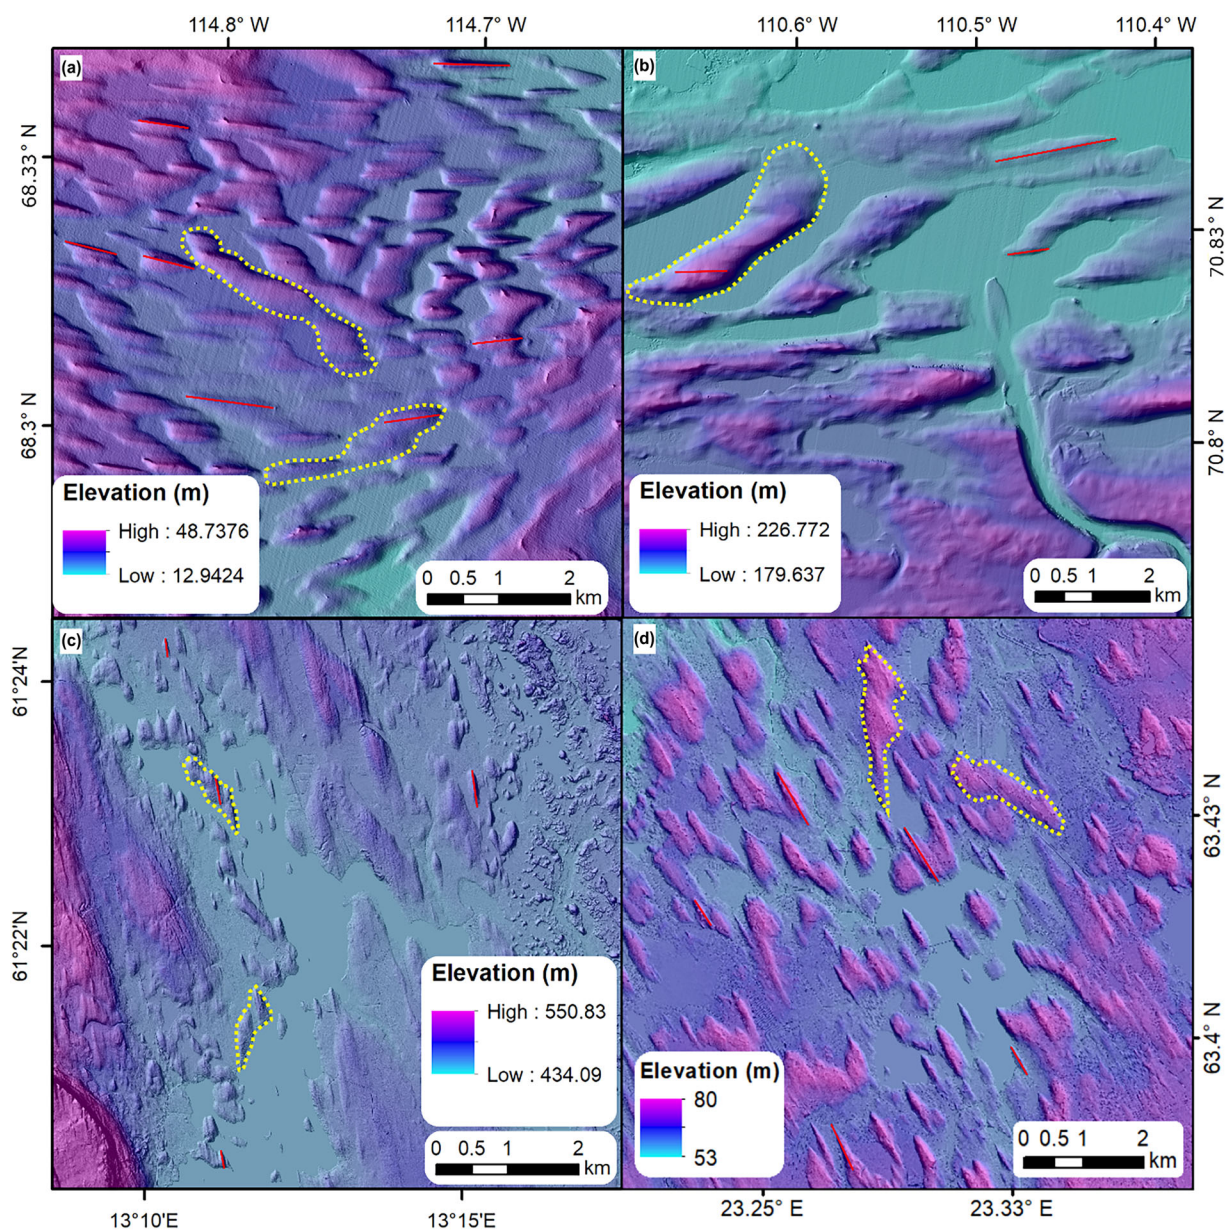 114.8° W 114.7° W 110.6° W 110.5° W 110.4° W
(a)
68.33° N
68.3° N
Elevation (m)
High : 48.7376
Low : 12.9424
0 0.5 1 2
km
(b)
70.83° N
70.8° N
Elevation (m)
High : 226.772
Low : 179.637
0 0.5 1 2
km
(c)
61°24'N
61°22'N
Elevation (m)
High : 550.83
Low : 434.09
0 0.5 1 2
km
(d)
63.43° N
63.4° N
Elevation (m)
80
53
0 0.5 1 2
km
13°10'E 13°15'E 23.25° E 23.33° E